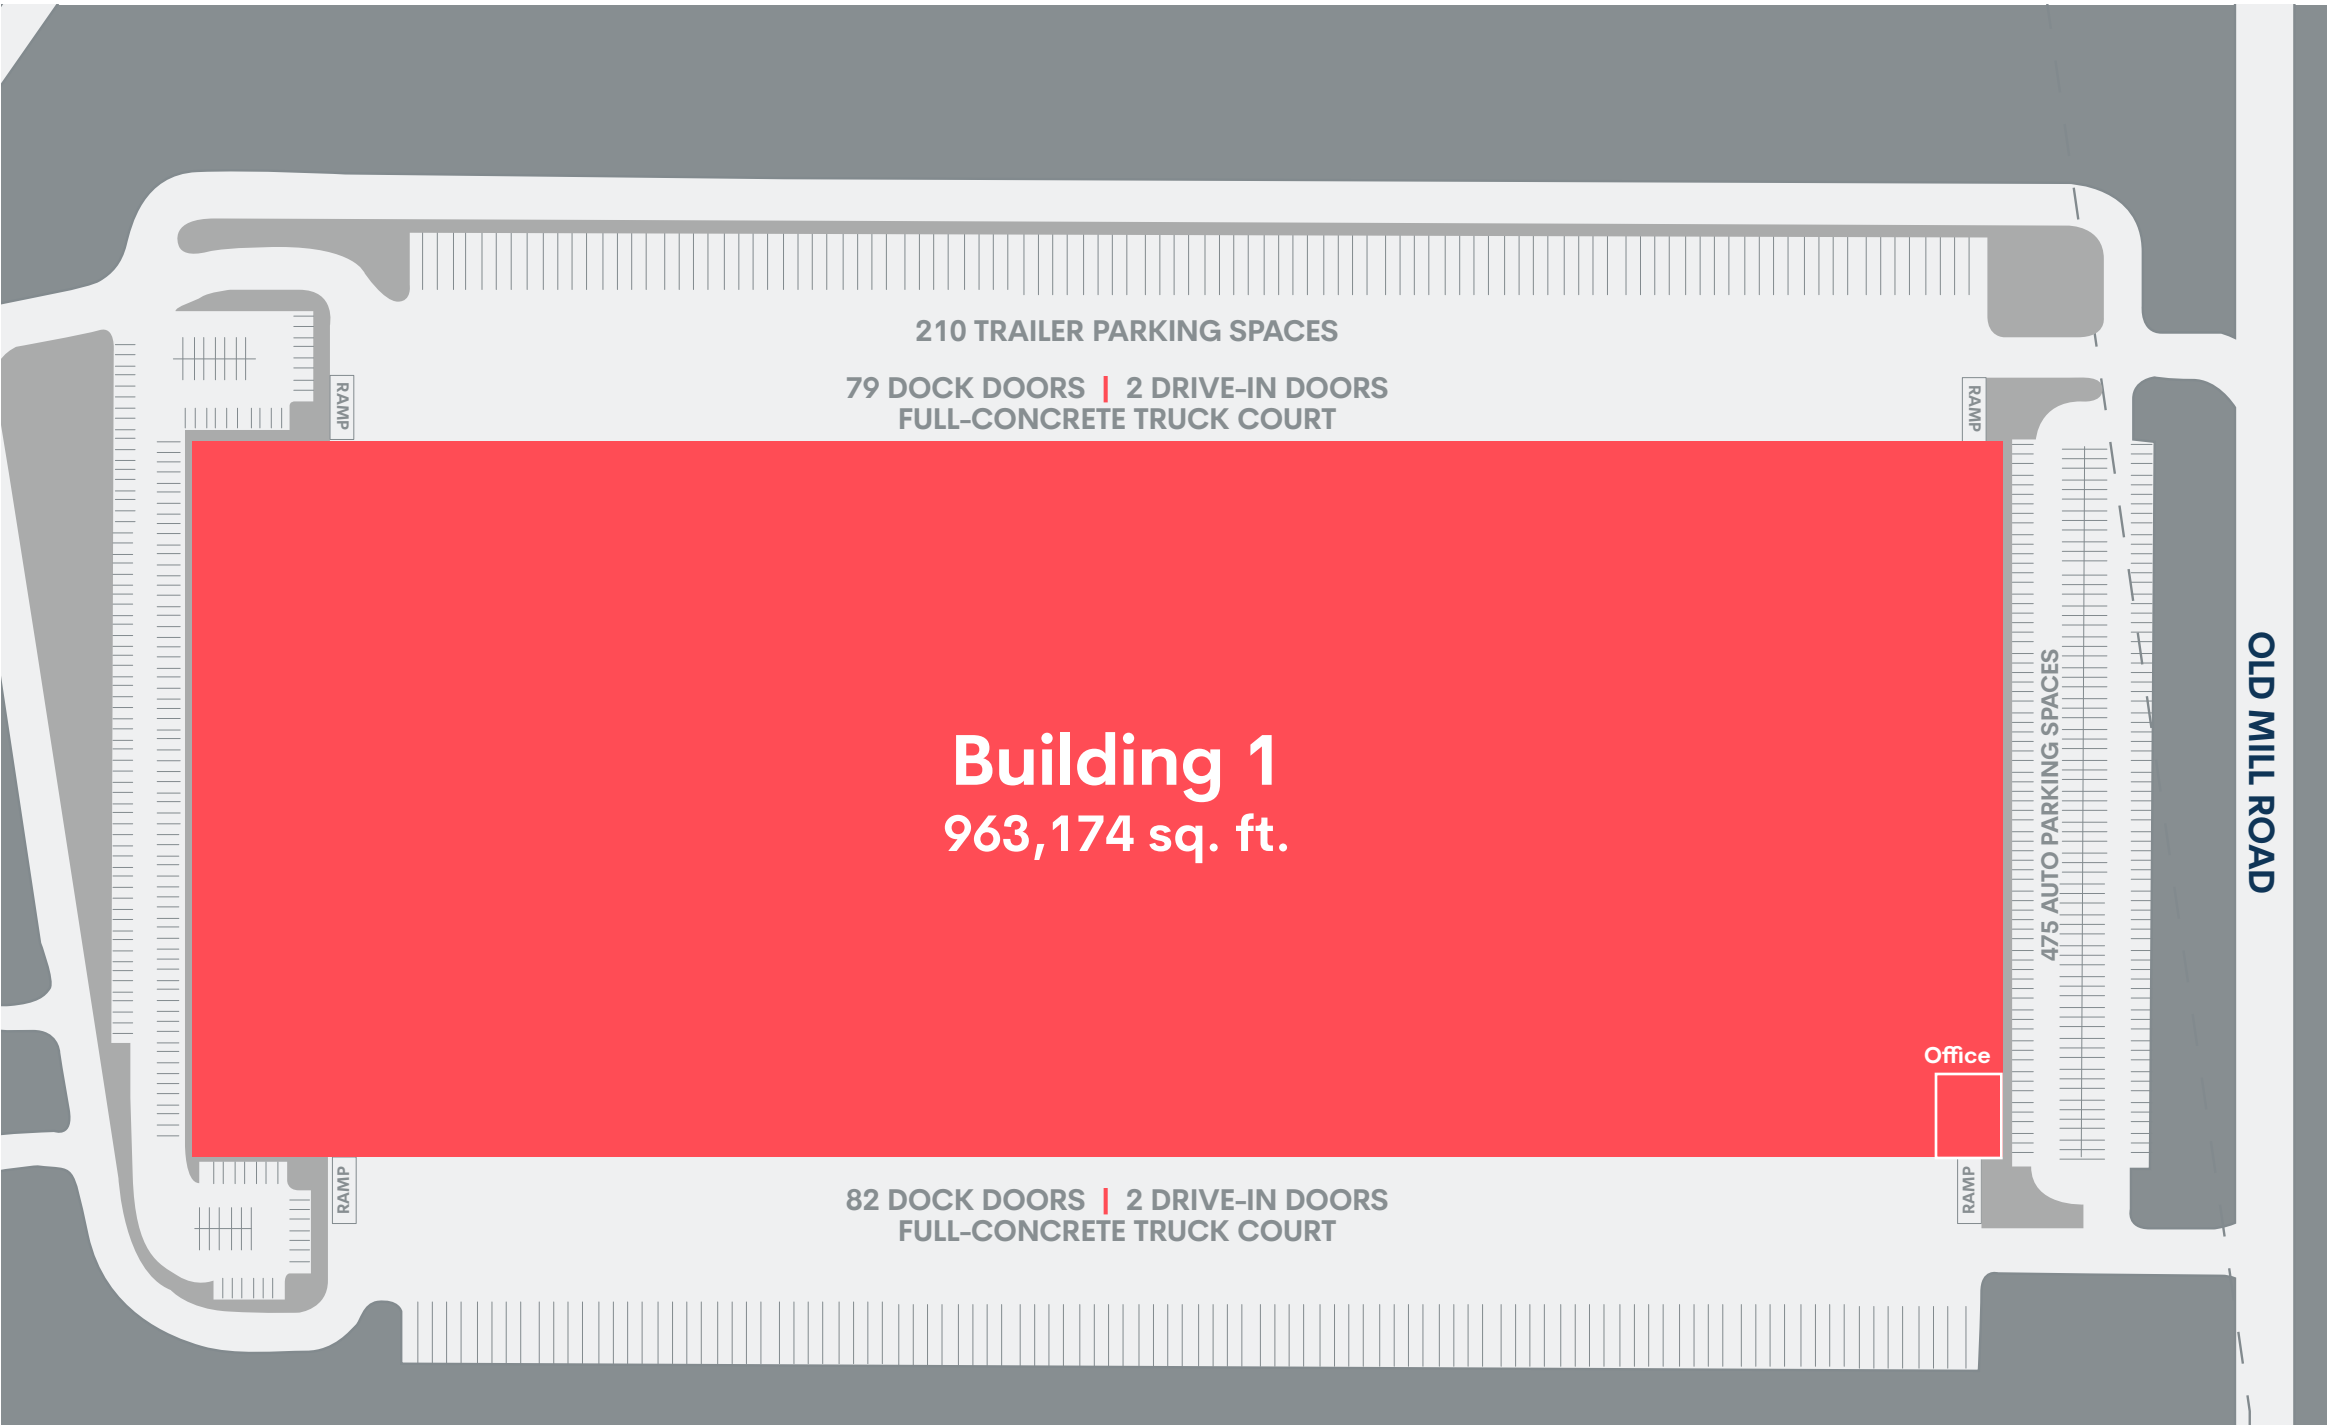 210 TRAILER PARKING SPACES
79 DOCK DOORS | 2 DRIVE-IN DOORS
FULL-CONCRETE TRUCK COURT
RAMP
RAMP
Building 1
963,174 sq. ft.
475 AUTO PARKING SPACES
OLD MILL ROAD
Office
RAMP
RAMP
82 DOCK DOORS | 2 DRIVE-IN DOORS
FULL-CONCRETE TRUCK COURT